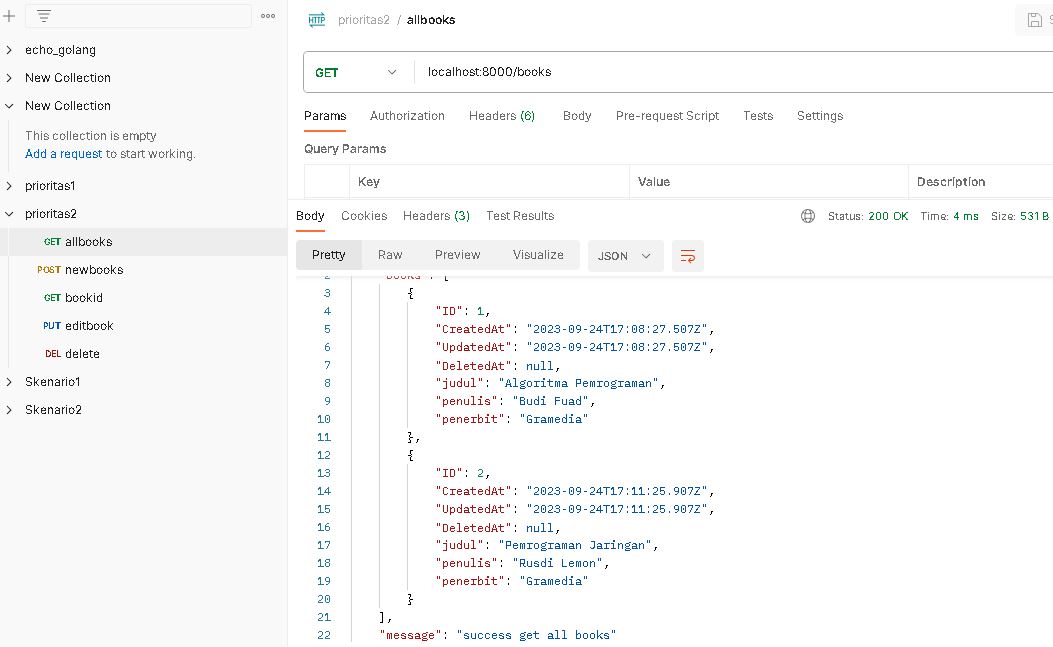 echo_golang
New Collection
New Collection
This collection is empty
Add a request to start working.
prioritas1
prioritas2
GET allbooks
POST newbooks
GET bookid
PUT editbook
DEL delete
Skenario1
Skenario2
HTTP prioritas2 / allbooks
GET localhost:8000/books
Params Authorization Headers (6) Body Pre-request Script Tests Settings
Query Params
Key Value Description
Body Cookies Headers (3) Test Results Status: 200 OK Time: 4 ms Size: 531 B
Pretty Raw Preview Visualize JSON
2 "books": [
3 {
4 "ID": 1,
5 "CreatedAt": "2023-09-24T17:08:27.507Z",
6 "UpdatedAt": "2023-09-24T17:08:27.507Z",
7 "DeletedAt": null,
8 "judul": "Algoritma Pemrograman",
9 "penulis": "Budi Fuad",
10 "penerbit": "Gramedia"
11 },
12 {
13 "ID": 2,
14 "CreatedAt": "2023-09-24T17:11:25.907Z",
15 "UpdatedAt": "2023-09-24T17:11:25.907Z",
16 "DeletedAt": null,
17 "judul": "Pemrograman Jaringan",
18 "penulis": "Rusdi Lemon",
19 "penerbit": "Gramedia"
20 }
21 ],
22 "message": "success get all books"